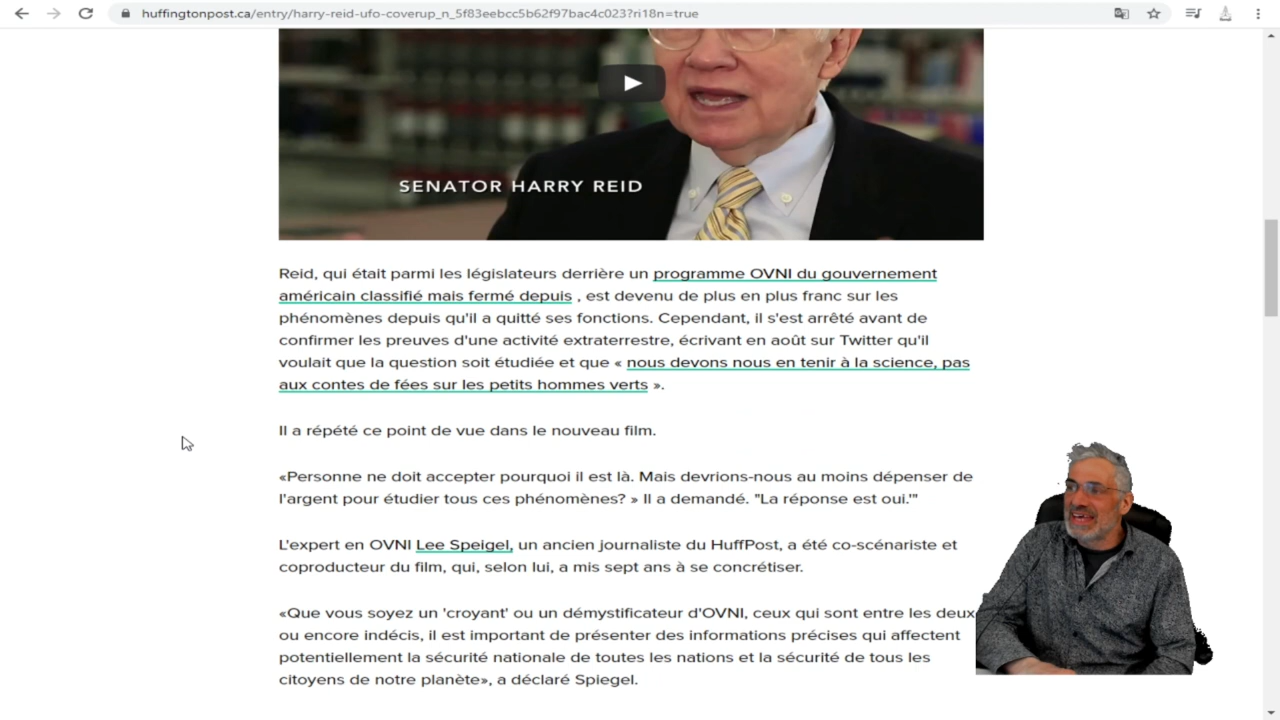 huffingtonpost.ca/entry/harry-reid-ufo-coverup_n_5f83eebcc5b62f97bac4c023?ri18n=true
SENATOR HARRY REID
Reid, qui était parmi les législateurs derrière un programme OVNI du gouvernement
américain classifié mais fermé depuis , est devenu de plus en plus franc sur les
phénomènes depuis qu'il a quitté ses fonctions. Cependant, il s'est arrêté avant de
confirmer les preuves d'une activité extraterrestre, écrivant en août sur Twitter qu'il
voulait que la question soit étudiée et que « nous devons nous en tenir à la science, pas
aux contes de fées sur les petits hommes verts ».
Il a répété ce point de vue dans le nouveau film.
«Personne ne doit accepter pourquoi il est là. Mais devrions-nous au moins dépenser de
l'argent pour étudier tous ces phénomènes? » Il a demandé. "La réponse est oui.'"
L'expert en OVNI Lee Speigel, un ancien journaliste du HuffPost, a été co-scénariste et
coproducteur du film, qui, selon lui, a mis sept ans à se concrétiser.
«Que vous soyez un 'croyant' ou un démystificateur d'OVNI, ceux qui sont entre les deux
ou encore indécis, il est important de présenter des informations précises qui affectent
potentiellement la sécurité nationale de toutes les nations et la sécurité de tous les
citoyens de notre planète», a déclaré Spiegel.